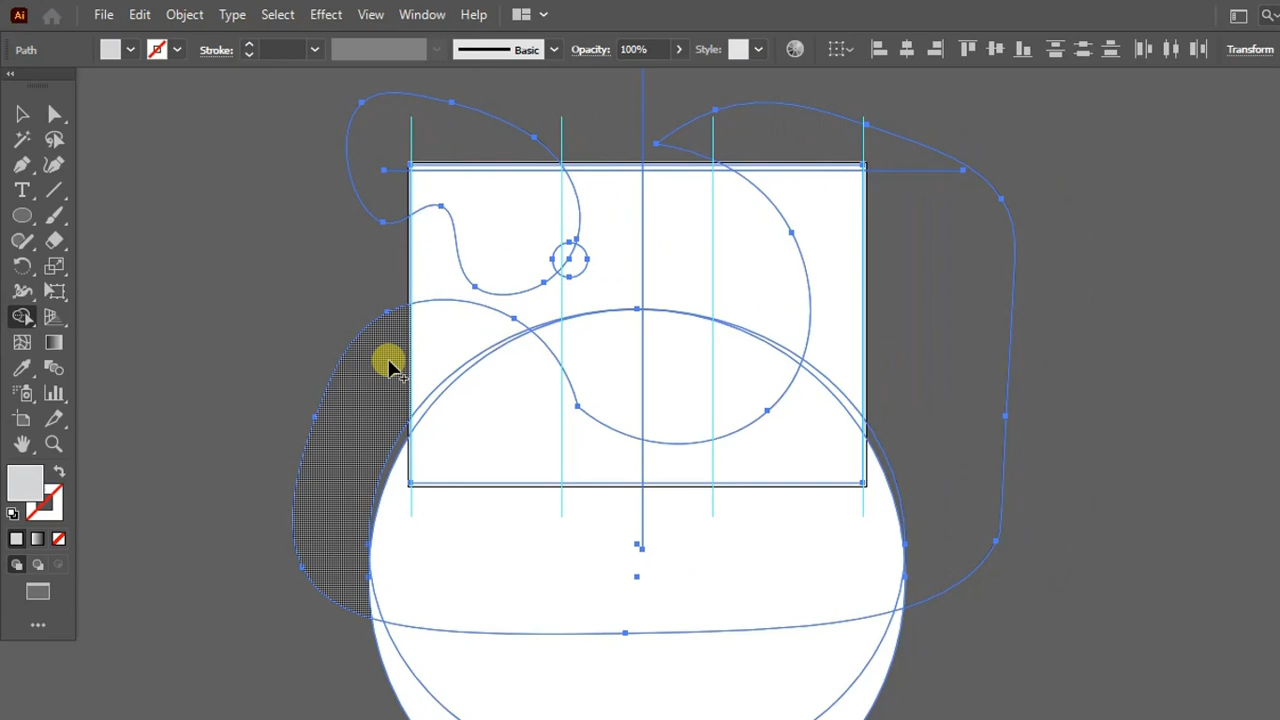 Ai File Edit Object Type Select Effect View Window Help
Path Stroke: Basic Opacity: 100% Style: Transform